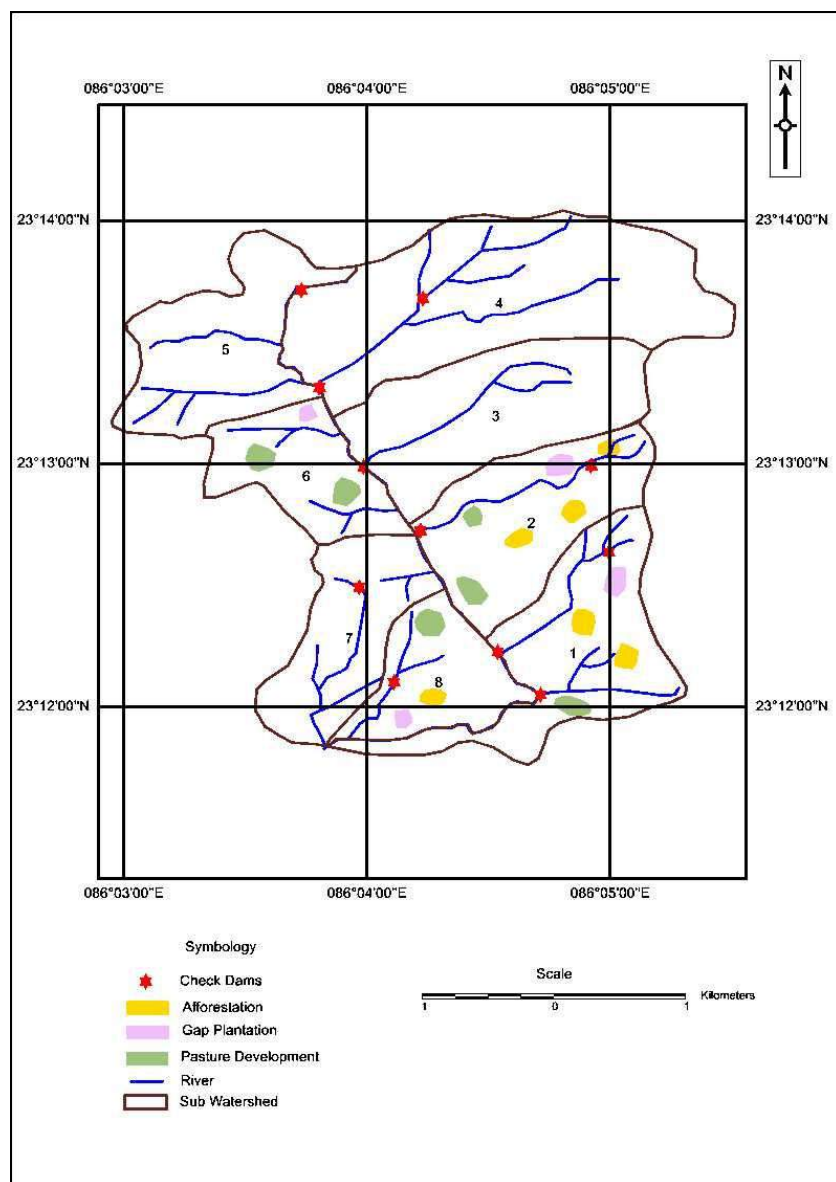 086°03'00"E 086°04'00"E 086°05'00"E
N
23°14'00"N 23°14'00"N
4
5
3
23°13'00"N 23°13'00"N
6
2
7
1
8
23°12'00"N 23°12'00"N
086°03'00"E 086°04'00"E 086°05'00"E
Symbology
Check Dams
Afforestation
Gap Plantation
Pasture Development
River
Sub Watershed
Scale
1 0 1 Kilometers